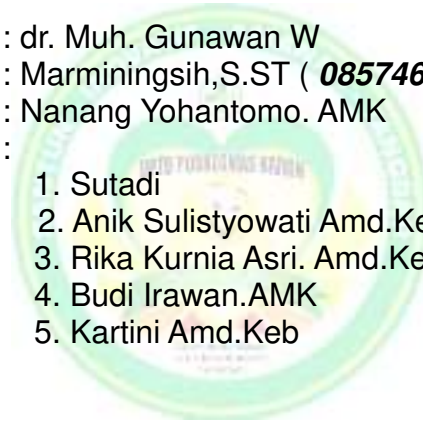 : dr. Muh. Gunawan W
: Marminingsih,S.ST ( 085746
: Nanang Yohantomo. AMK
:
1. Sutadi
2. Anik Sulistyowati Amd.Ke
3. Rika Kurnia Asri. Amd.Ke
4. Budi Irawan.AMK
5. Kartini Amd.Keb